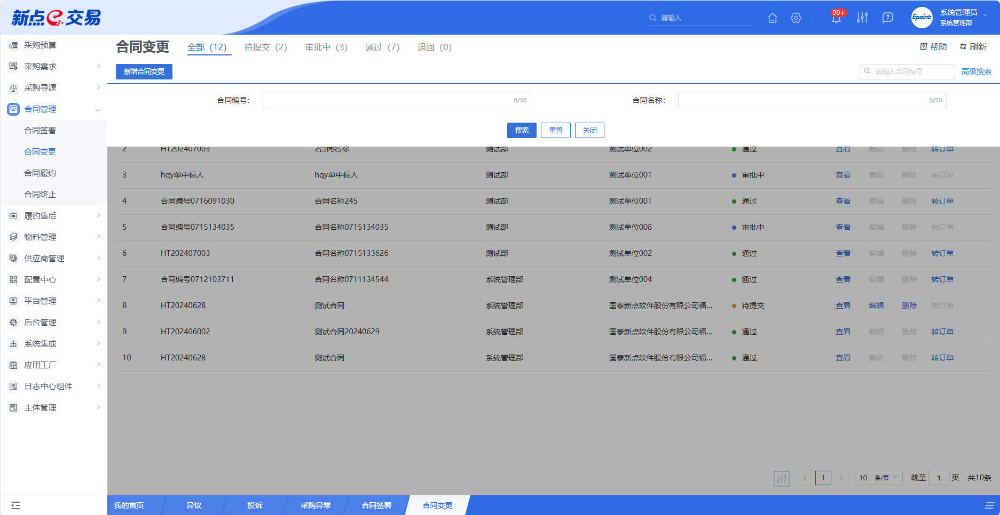 新点e交易
请输入
99+
Epoint
系统管理员
系统管理部
采购预算
采购需求
采购寻源
合同管理
合同签署
合同变更
合同履约
合同终止
履约售后
物料管理
供应商管理
配置中心
平台管理
后台管理
系统集成
应用工厂
日志中心组件
主体管理
合同变更 全部（12） 待提交（2） 审批中（3） 通过（7） 退回（0） 帮助 刷新
新增合同变更 请输入合同编号 高级搜索
合同编号： 0/50 合同名称： 0/50
搜索 重置 关闭
2 HT202407003 2合同名称 测试部 测试单位002 通过 查看 编辑 删除 转订单
3 hqy单中标人 hqy单中标人 测试部 测试单位001 审批中 查看 编辑 删除 转订单
4 合同编号0716091030 合同名称245 测试部 测试单位001 通过 查看 编辑 删除 转订单
5 合同编号0715134035 合同名称0715134035 测试部 测试单位008 审批中 查看 编辑 删除 转订单
6 HT202407003 合同名称0715133626 测试部 测试单位002 通过 查看 编辑 删除 转订单
7 合同编号0712103711 合同名称0711134544 系统管理部 测试单位004 通过 查看 编辑 删除 转订单
8 HT20240628 测试合同 系统管理部 国泰新点软件股份有限公司福... 待提交 查看 编辑 删除 转订单
9 HT202406002 测试合同20240629 系统管理部 国泰新点软件股份有限公司福... 通过 查看 编辑 删除 转订单
10 HT20240628 测试合同 系统管理部 国泰新点软件股份有限公司福... 通过 查看 编辑 删除 转订单
1 10 条/页 跳至 1 页 共10条
我的首页 异议 投诉 采购异常 合同签署 合同变更